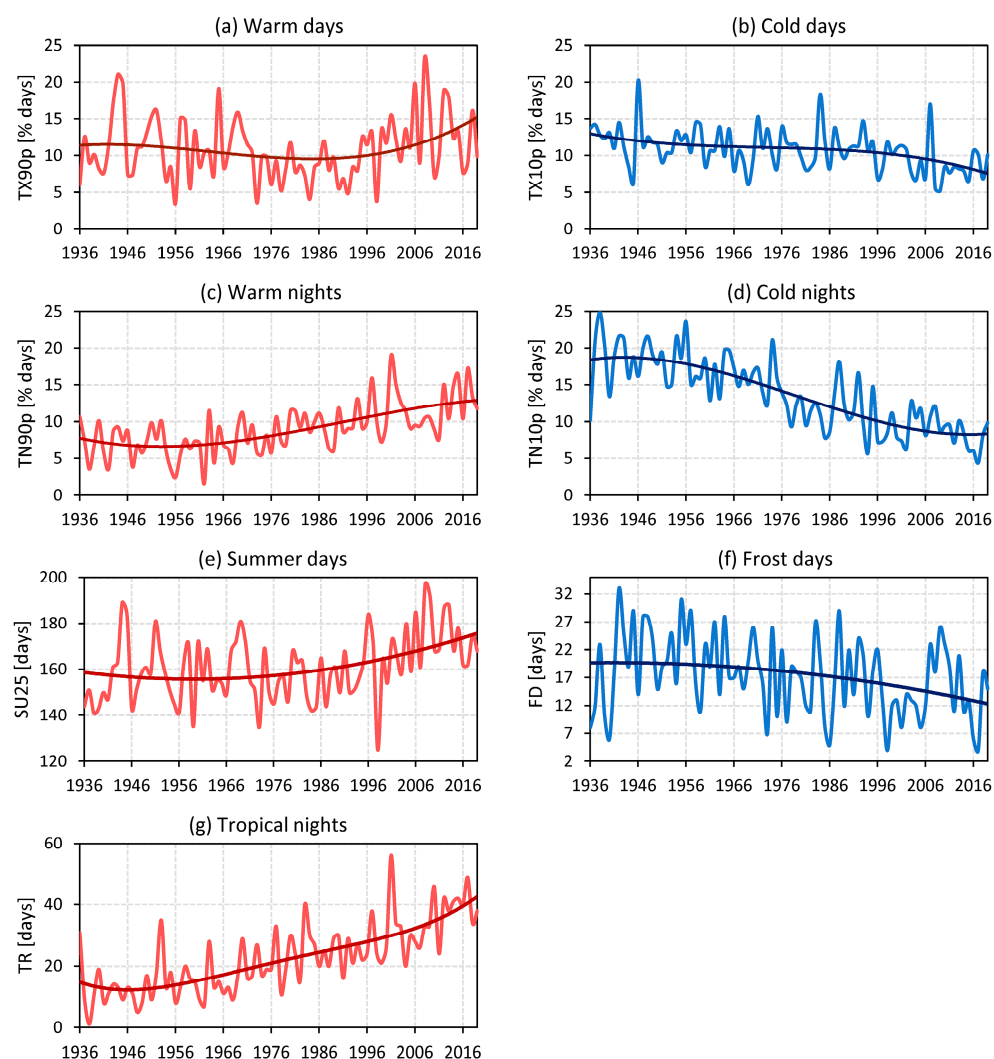 (a) Warm days
TX90p [% days]
25
20
15
10
5
0
1936 1946 1956 1966 1976 1986 1996 2006 2016
(b) Cold days
TX10p [% days]
25
20
15
10
5
0
1936 1946 1956 1966 1976 1986 1996 2006 2016
(c) Warm nights
TN90p [% days]
25
20
15
10
5
0
1936 1946 1956 1966 1976 1986 1996 2006 2016
(d) Cold nights
TN10p [% days]
25
20
15
10
5
0
1936 1946 1956 1966 1976 1986 1996 2006 2016
(e) Summer days
SU25 [days]
200
180
160
140
120
1936 1946 1956 1966 1976 1986 1996 2006 2016
(f) Frost days
FD [days]
32
27
22
17
12
7
2
1936 1946 1956 1966 1976 1986 1996 2006 2016
(g) Tropical nights
TR [days]
60
40
20
0
1936 1946 1956 1966 1976 1986 1996 2006 2016